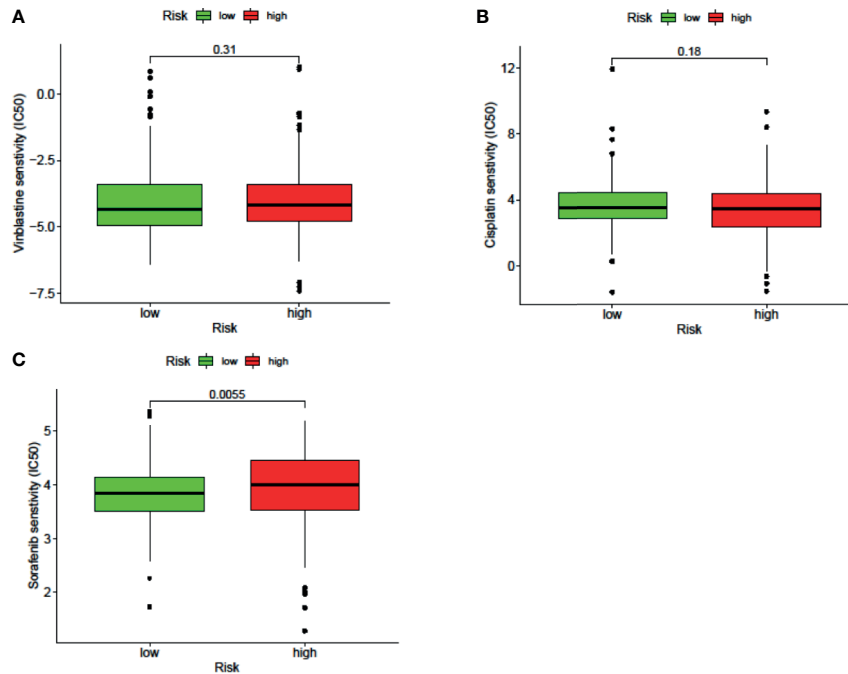 A
Risk low high
0.31
0.0
−2.5
−5.0
−7.5
Vinblastine senstivity (IC50)
low high
Risk
B
Risk low high
0.18
12
8
4
0
Cisplatin senstivity (IC50)
low high
Risk
C
Risk low high
0.0055
5
4
3
2
Sorafenib senstivity (IC50)
low high
Risk